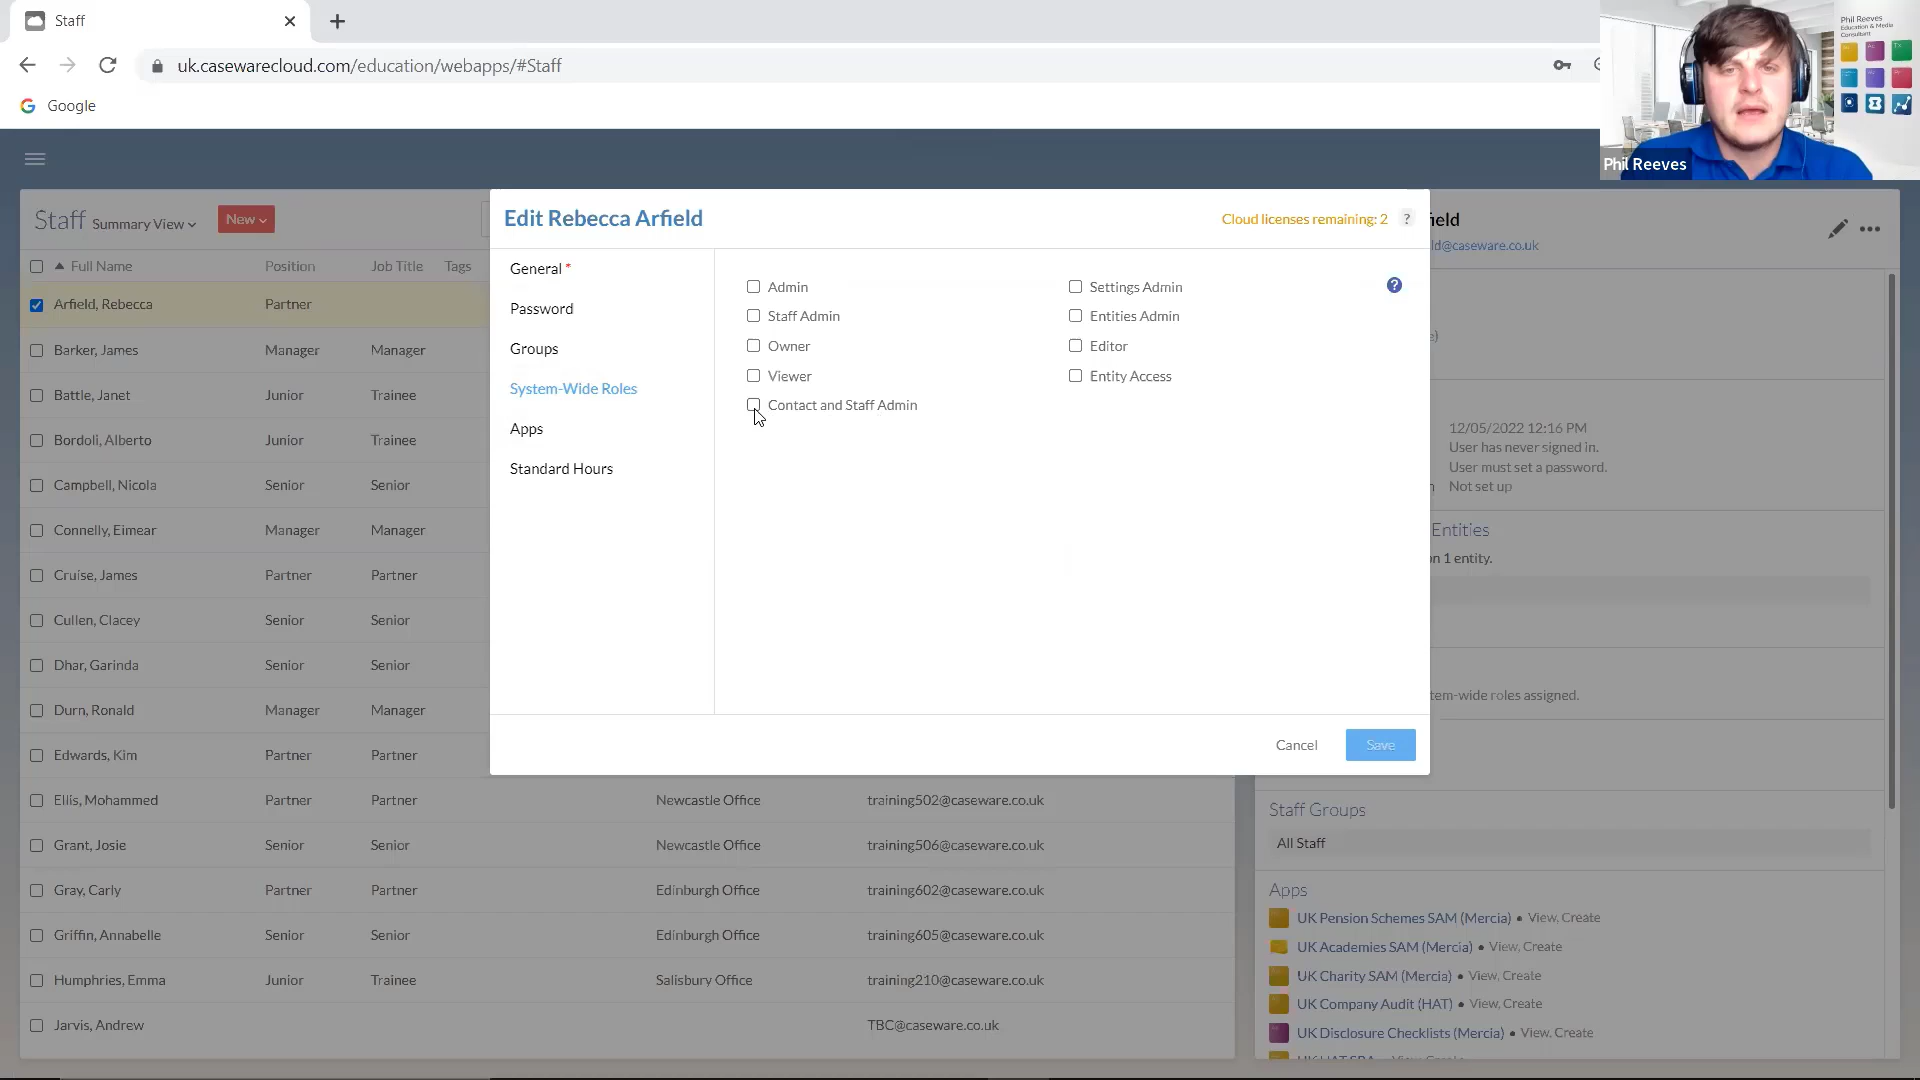 Staff
uk.casewarecloud.com/education/webapps/#Staff
Google
Phil Reeves
Education & Media
Consultant
Phil Reeves
Staff Summary View New
Full Name Position Job Title Tags
Arfield, Rebecca Partner
Barker, James Manager Manager
Battle, Janet Junior Trainee
Bordoli, Alberto Junior Trainee
Campbell, Nicola Senior Senior
Connelly, Eimear Manager Manager
Cruise, James Partner Partner
Cullen, Clacey Senior Senior
Dhar, Garinda Senior Senior
Durn, Ronald Manager Manager
Edwards, Kim Partner Partner
Ellis, Mohammed Partner Partner Newcastle Office training502@caseware.co.uk
Grant, Josie Senior Senior Newcastle Office training506@caseware.co.uk
Gray, Carly Partner Partner Edinburgh Office training602@caseware.co.uk
Griffin, Annabelle Senior Senior Edinburgh Office training605@caseware.co.uk
Humphries, Emma Junior Trainee Salisbury Office training210@caseware.co.uk
Jarvis, Andrew TBC@caseware.co.uk
Edit Rebecca Arfield
Cloud licenses remaining: 2 ?
General *
Password
Groups
System-Wide Roles
Apps
Standard Hours
Admin Settings Admin ?
Staff Admin Entities Admin
Owner Editor
Viewer Entity Access
Contact and Staff Admin
Cancel Save
field
ld@caseware.co.uk
e)
12/05/2022 12:16 PM
User has never signed in.
User must set a password.
n Not set up
Entities
on 1 entity.
tem-wide roles assigned.
Staff Groups
All Staff
Apps
UK Pension Schemes SAM (Mercia) • View, Create
UK Academies SAM (Mercia) • View, Create
UK Charity SAM (Mercia) • View, Create
UK Company Audit (HAT) • View, Create
UK Disclosure Checklists (Mercia) • View, Create